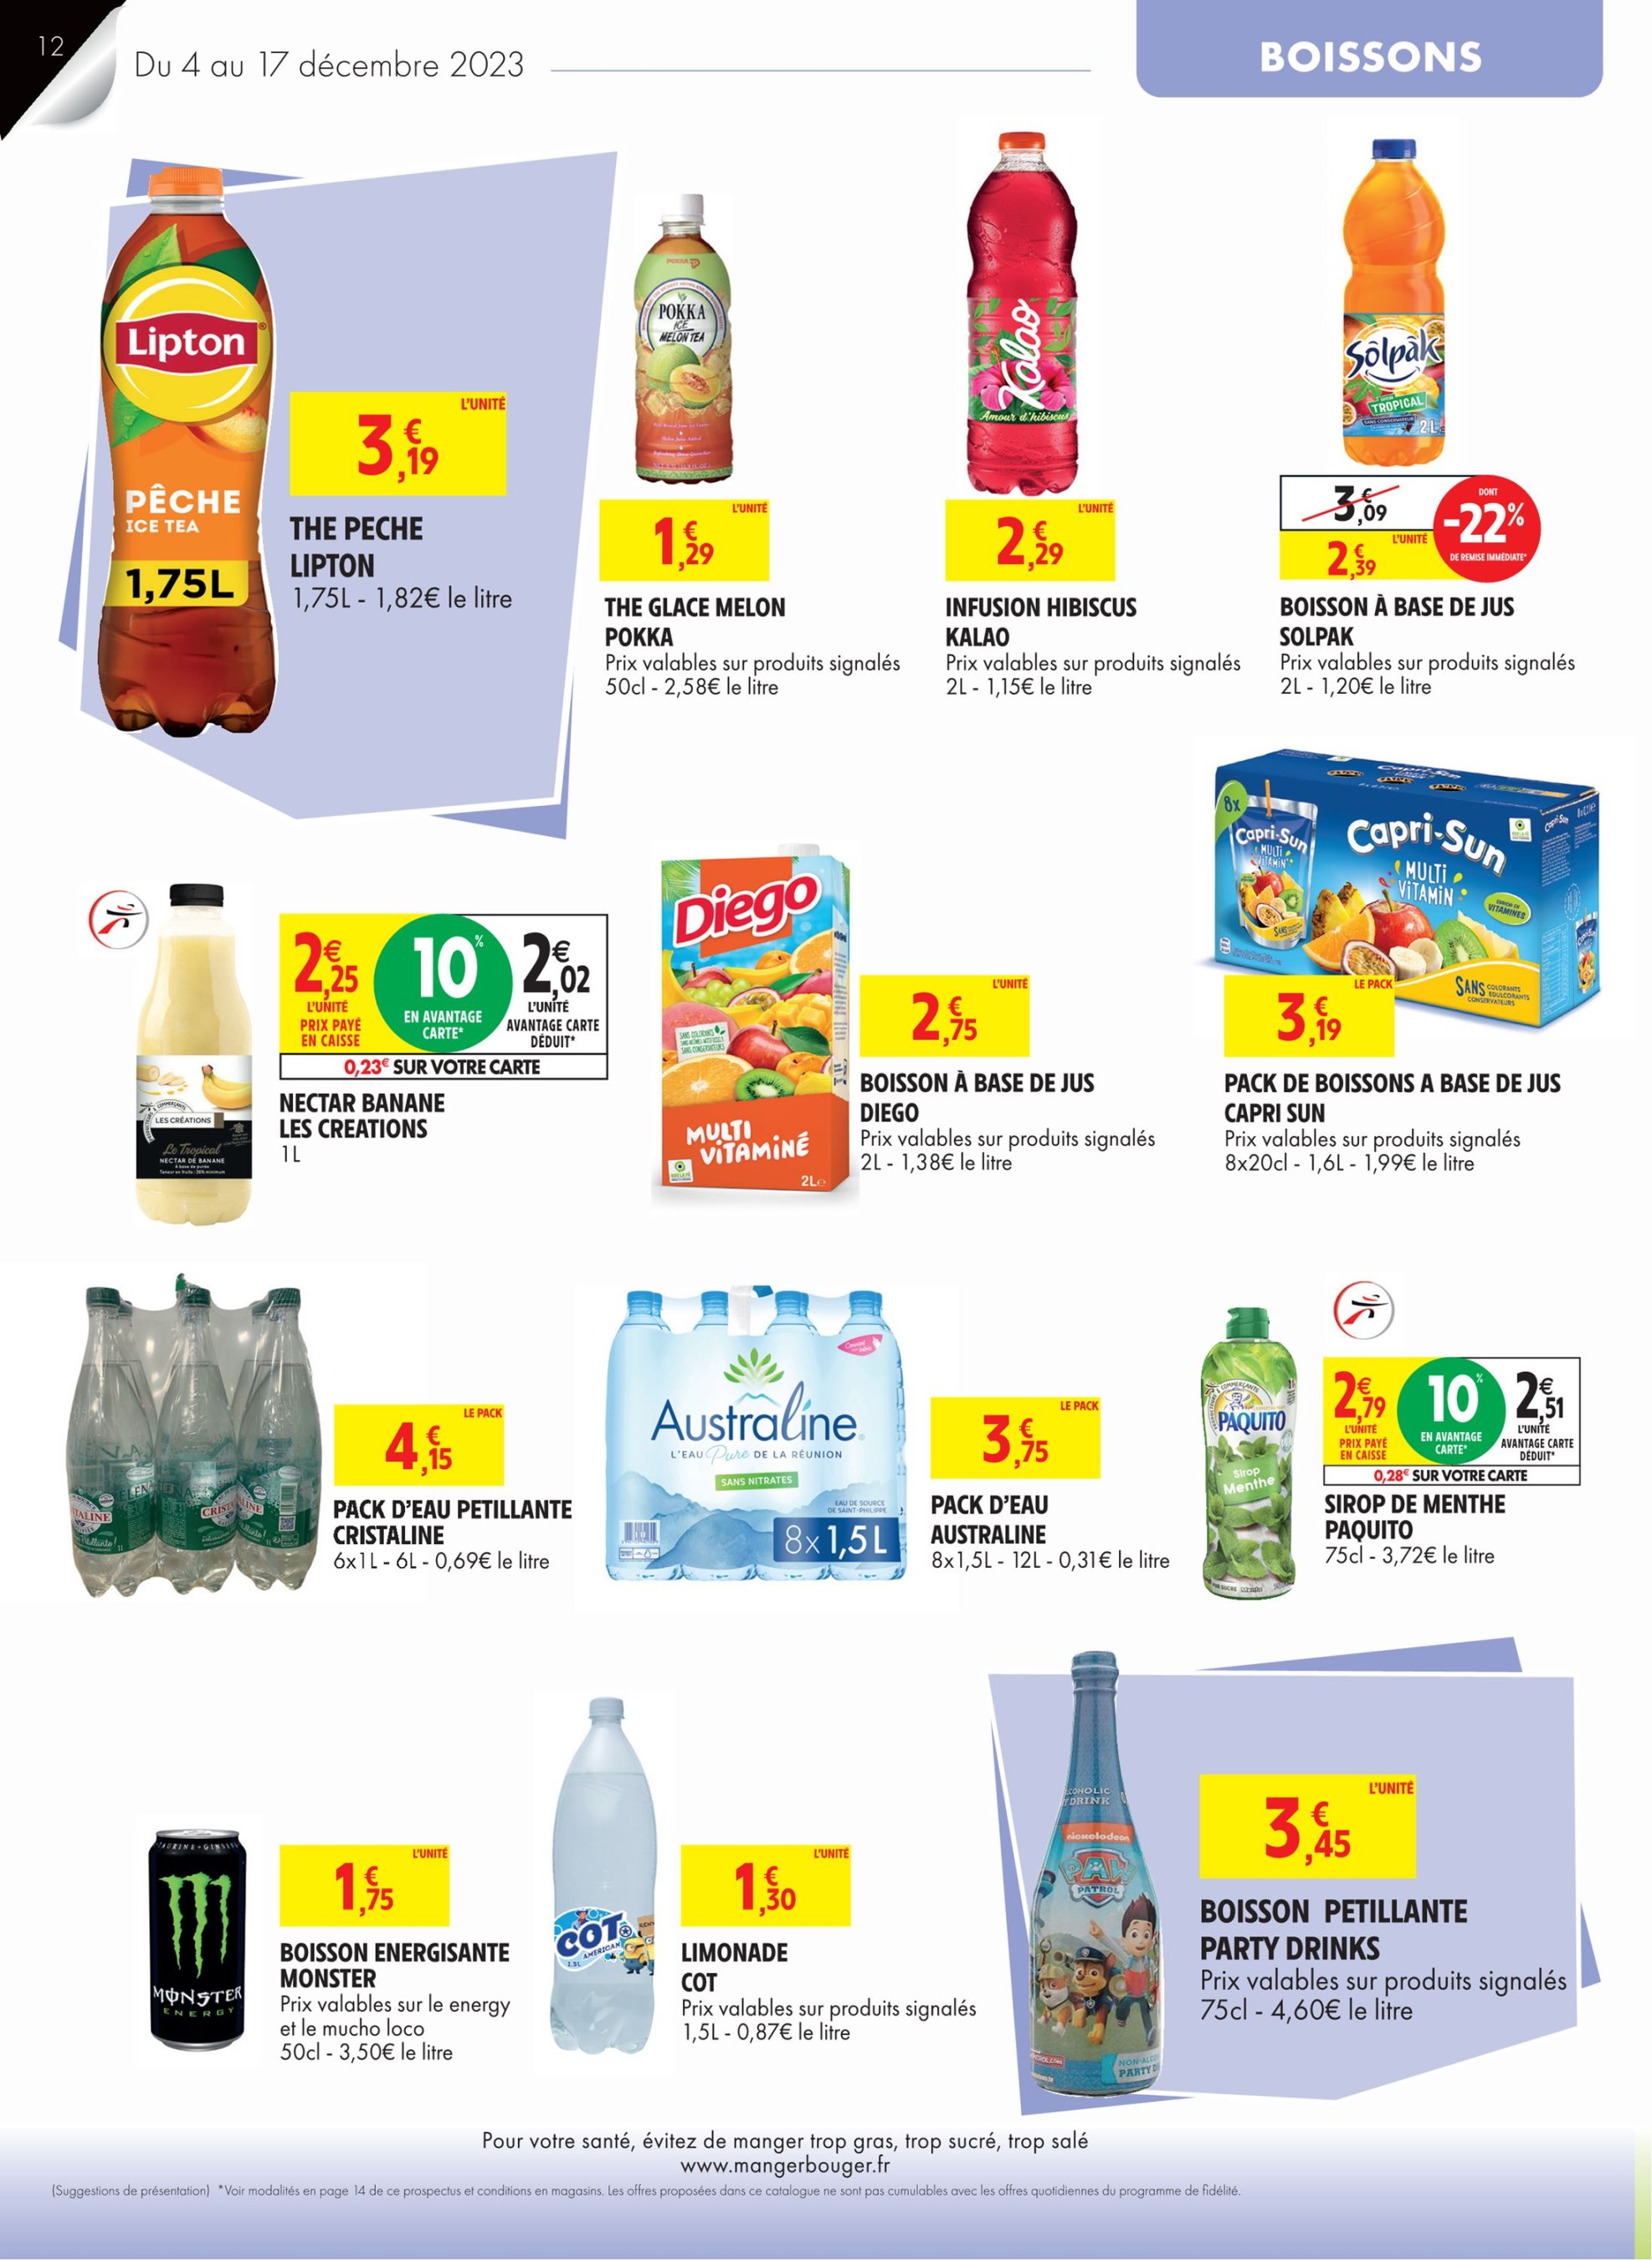 12
Du 4 au 17 décembre 2023
BOISSONS
Lipton
PÊCHE
ICE TEA
1,75L
L'UNITÉ
3€,19
THE PECHE
LIPTON
1,75L - 1,82€ le litre
POKKA
POKKA
ICE
MELON TEA
L'UNITÉ
1€,29
THE GLACE MELON
POKKA
Prix valables sur produits signalés
50cl - 2,58€ le litre
Kalao
Amour d'hibiscus
L'UNITÉ
2€,29
INFUSION HIBISCUS
KALAO
Prix valables sur produits signalés
2L - 1,15€ le litre
Sôlpak
TROPICAL
2L
3€,09
DONT
-22%
DE REMISE IMMÉDIATE*
L'UNITÉ
2€,39
BOISSON À BASE DE JUS
SOLPAK
Prix valables sur produits signalés
2L - 1,20€ le litre
LES CRÉATIONS
Le Tropical
NECTAR DE BANANE
2€,25
L'UNITÉ
PRIX PAYÉ
EN CAISSE
10%
EN AVANTAGE
CARTE*
2€,02
L'UNITÉ
AVANTAGE CARTE
DÉDUIT*
0,23€ SUR VOTRE CARTE
NECTAR BANANE
LES CREATIONS
1L
Diego
MULTI
VITAMINÉ
2L
L'UNITÉ
2€,75
BOISSON À BASE DE JUS
DIEGO
Prix valables sur produits signalés
2L - 1,38€ le litre
Capri-Sun
8x
Capri-Sun
MULTI
VITAMIN
Capri-Sun
MULTI
VITAMIN
VITAMINES
SANS COLORANTS
EDULCORANTS
CONSERVATEURS
LE PACK
3€,19
PACK DE BOISSONS A BASE DE JUS
CAPRI SUN
Prix valables sur produits signalés
8x20cl - 1,6L - 1,99€ le litre
LE PACK
4€,15
PACK D'EAU PETILLANTE
CRISTALINE
6x1L - 6L - 0,69€ le litre
Australine
L'EAU Pure DE LA RÉUNION
SANS NITRATES
EAU DE SOURCE
DE SAINT-PHILIPPE
8x1,5L
LE PACK
3€,75
PACK D'EAU
AUSTRALINE
8x1,5L - 12L - 0,31€ le litre
PAQUITO
Sirop
Menthe
2€,79
L'UNITÉ
PRIX PAYÉ
EN CAISSE
10%
EN AVANTAGE
CARTE*
2€,51
L'UNITÉ
AVANTAGE CARTE
DÉDUIT*
0,28€ SUR VOTRE CARTE
SIROP DE MENTHE
PAQUITO
75cl - 3,72€ le litre
MONSTER
ENERGY
L'UNITÉ
1€,75
BOISSON ENERGISANTE
MONSTER
Prix valables sur le energy
et le mucho loco
50cl - 3,50€ le litre
COT
AMERICAN
1.5L
L'UNITÉ
1€,30
LIMONADE
COT
Prix valables sur produits signalés
1,5L - 0,87€ le litre
nickelodeon
PAW
PATROL
L'UNITÉ
3€,45
BOISSON PETILLANTE
PARTY DRINKS
Prix valables sur produits signalés
75cl - 4,60€ le litre
Pour votre santé, évitez de manger trop gras, trop sucré, trop salé
www.mangerbouger.fr
(Suggestions de présentation) *Voir modalités en page 14 de ce prospectus et conditions en magasins. Les offres proposées dans ce catalogue ne sont pas cumulables avec les offres quotidiennes du programme de fidélité.